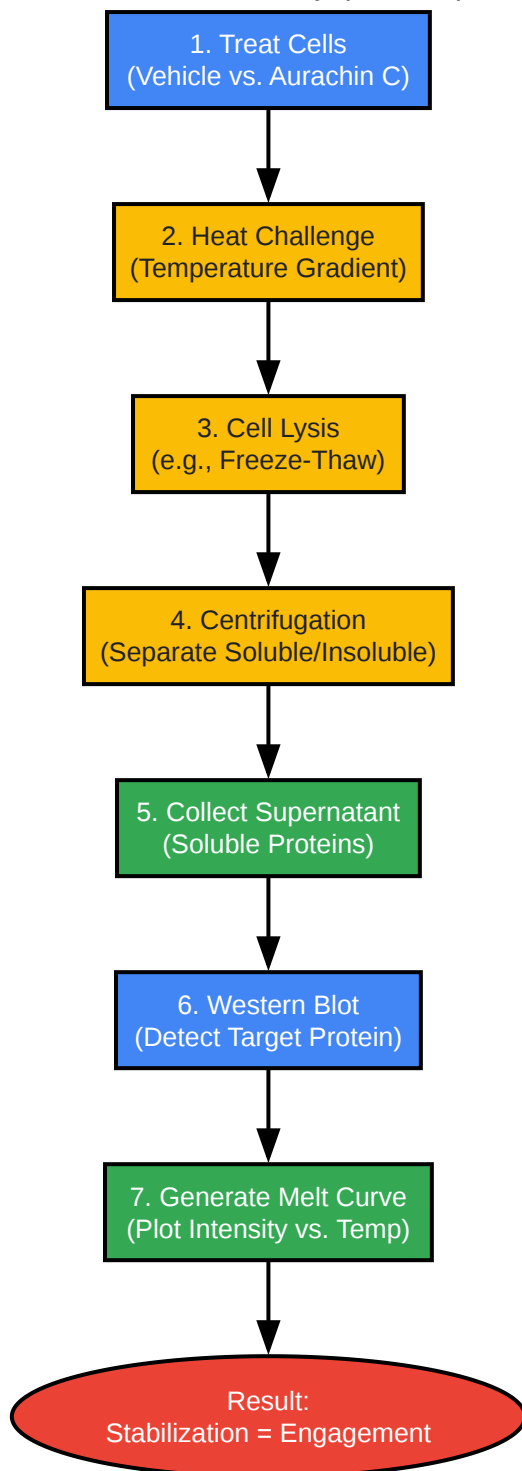 1. Treat Cells
(Vehicle vs. Aurachin C)
2. Heat Challenge
(Temperature Gradient)
3. Cell Lysis
(e.g., Freeze-Thaw)
4. Centrifugation
(Separate Soluble/Insoluble)
5. Collect Supernatant
(Soluble Proteins)
6. Western Blot
(Detect Target Protein)
7. Generate Melt Curve
(Plot Intensity vs. Temp)
Result:
Stabilization = Engagement